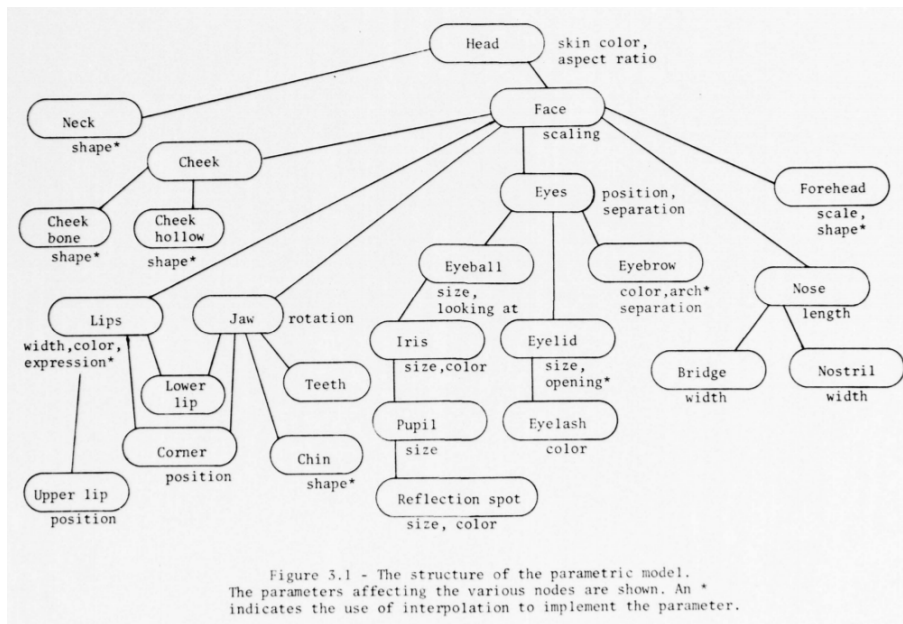 Head
skin color,
aspect ratio
Face
scaling
Neck
shape*
Cheek
Cheek
bone
shape*
Cheek
hollow
shape*
Eyes
position,
separation
Forehead
scale,
shape*
Eyeball
size,
looking at
Eyebrow
color,arch*
separation
Nose
length
Lips
width,color,
expression*
Jaw
rotation
Iris
size,color
Eyelid
size,
opening*
Bridge
width
Nostril
width
Lower
lip
Teeth
Pupil
size
Eyelash
color
Corner
position
Chin
shape*
Upper lip
position
Reflection spot
size, color
Figure 3.1 - The structure of the parametric model.
The parameters affecting the various nodes are shown. An *
indicates the use of interpolation to implement the parameter.